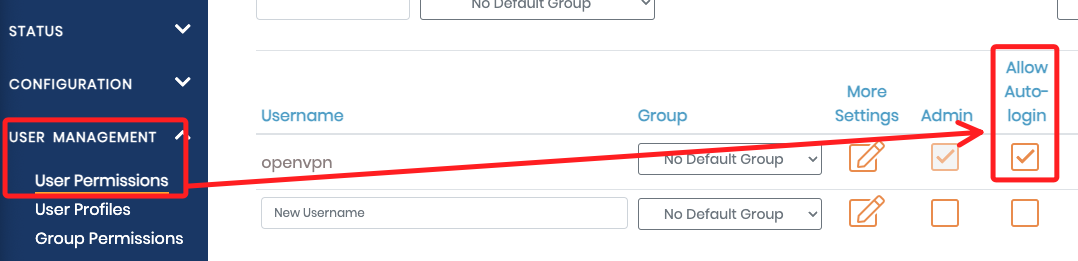 No Default Group
STATUS
CONFIGURATION
USER MANAGEMENT
User Permissions
User Profiles
Group Permissions
Username
Group
More
Settings
Admin
Allow
Auto-
login
openvpn
No Default Group
New Username
No Default Group